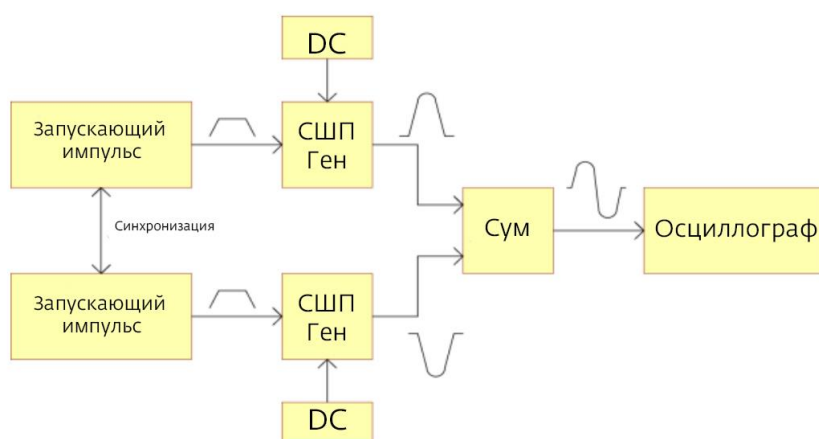 DC
Запускающий
импульс
СШП
Ген
Синхронизация
Сум
Осциллограф
Запускающий
импульс
СШП
Ген
DC